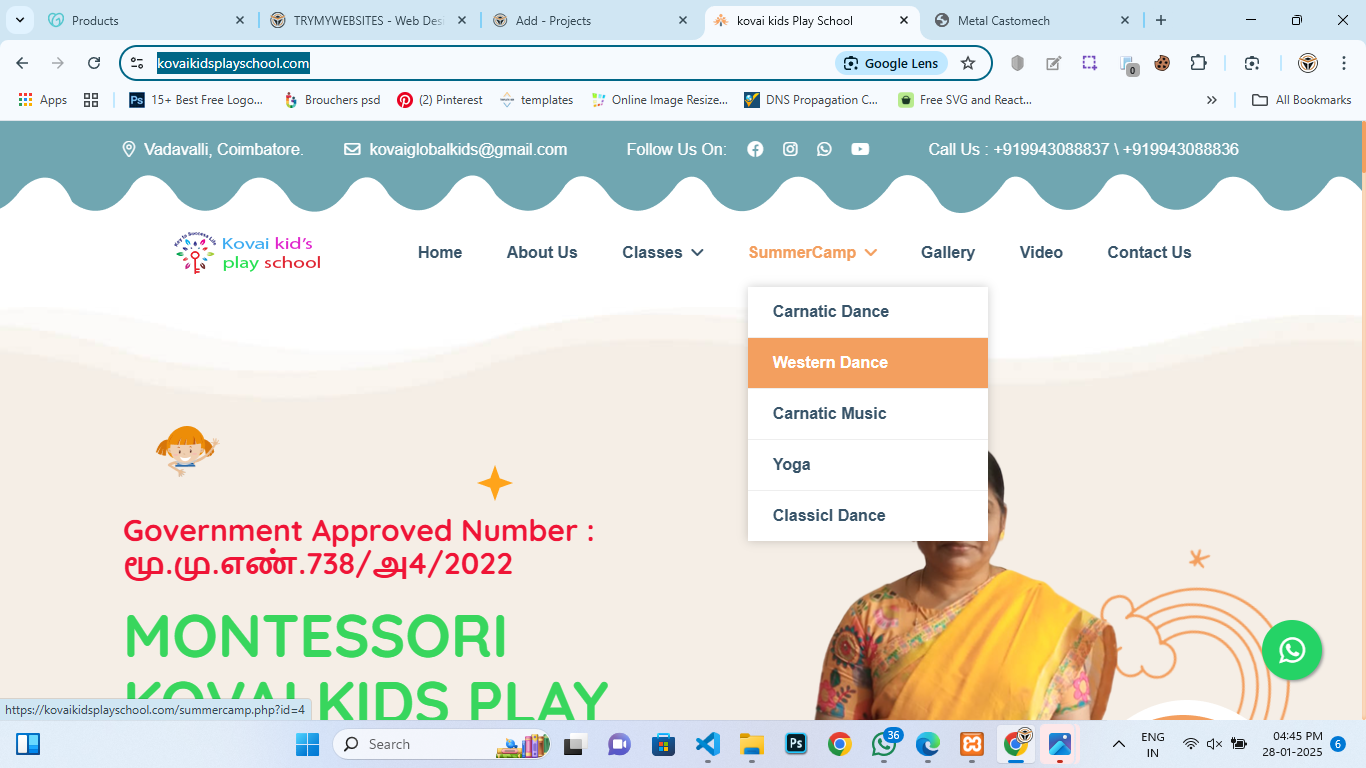 Products
TRYMYWEBSITES - Web Desi
Add - Projects
kovai kids Play School
Metal Castomech
kovaikidsplayschool.com
Google Lens
0
Apps
Ps 15+ Best Free Logo...
Brouchers psd
(2) Pinterest
templates
Online Image Resize...
DNS Propagation C...
Free SVG and React...
All Bookmarks
Vadavalli, Coimbatore.
kovaiglobalkids@gmail.com
Follow Us On:
Call Us : +919943088837 \ +919943088836
Key to Success Life
Kovai kid's
play school
Home
About Us
Classes
SummerCamp
Gallery
Video
Contact Us
Carnatic Dance
Western Dance
Carnatic Music
Yoga
Classicl Dance
Government Approved Number :
மூ.மு.எண்.738/அ4/2022
MONTESSORI
KOVAI KIDS PLAY
https://kovaikidsplayschool.com/summercamp.php?id=4
Search
Ps
36
ENG
IN
04:45 PM
28-01-2025
6